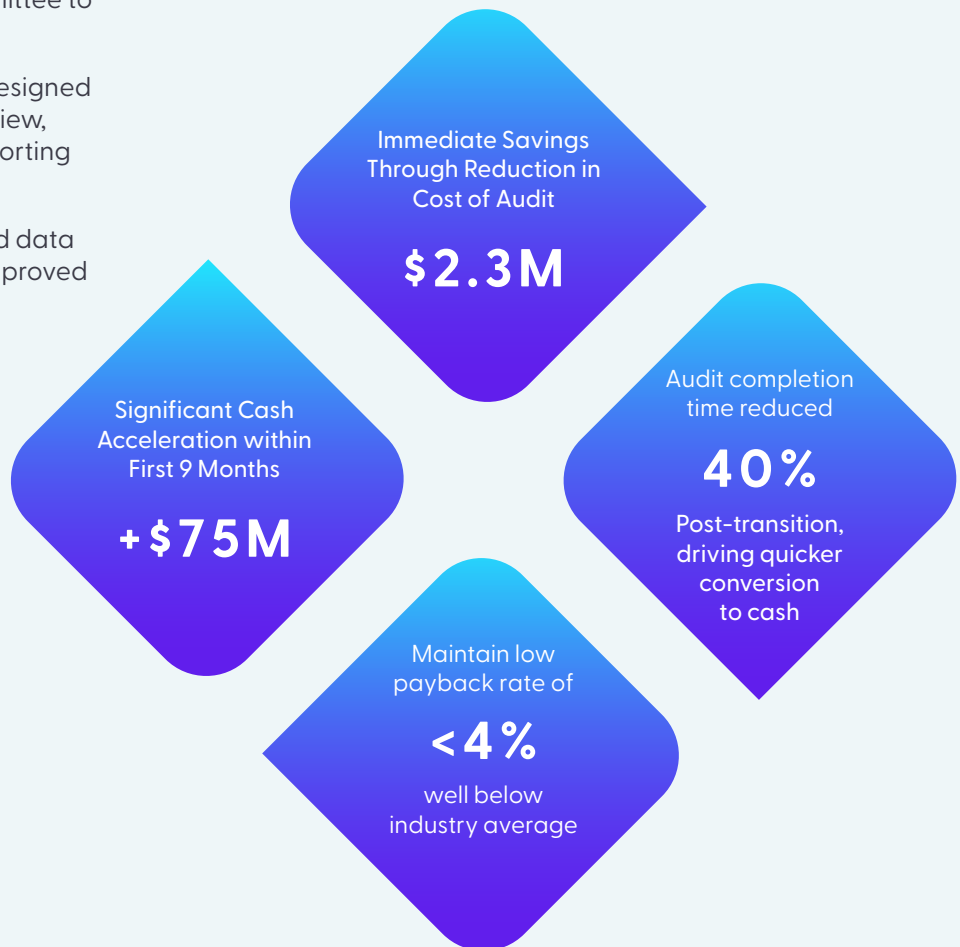 esigned
iew,
orting
d data
proved
Immediate Savings
Through Reduction in
Cost of Audit
$2.3M
Significant Cash
Acceleration within
First 9 Months
+$75M
Audit completion
time reduced
40%
Post-transition,
driving quicker
conversion
to cash
Maintain low
payback rate of
<4%
well below
industry average